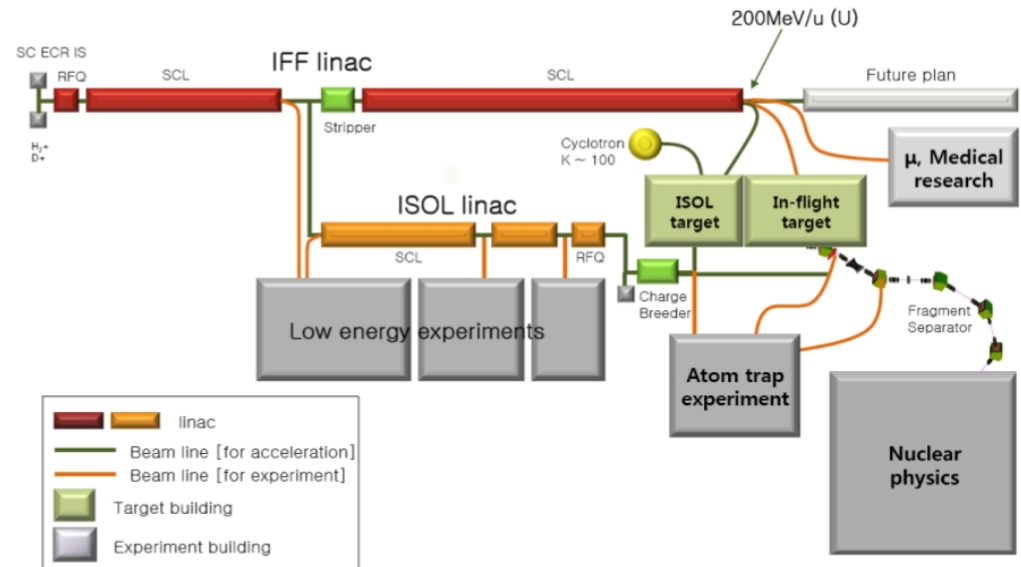 200MeV/u (U)
SC ECR IS
RFQ
SCL
IFF linac
SCL
Future plan
Stripper
H₂+
D+
Cyclotron
K ~ 100
μ, Medical
research
ISOL
target
In-flight
target
ISOL linac
SCL
RFQ
Charge
Breeder
Fragment
Separator
Low energy experiments
Atom trap
experiment
Nuclear
physics
linac
Beam line [for acceleration]
Beam line [for experiment]
Target building
Experiment building